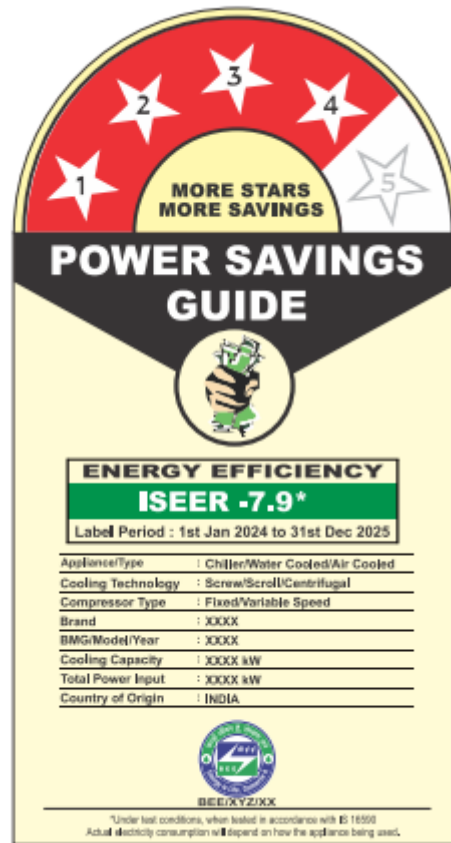 1
2
3
4
5
MORE STARS
MORE SAVINGS
POWER SAVINGS
GUIDE
ENERGY EFFICIENCY
ISEER -7.9*
Label Period : 1st Jan 2024 to 31st Dec 2025
Appliance/Type : Chiller/Water Cooled/Air Cooled
Cooling Technology : Screw/Scroll/Centrifugal
Compressor Type : Fixed/Variable Speed
Brand : XXXX
BMG/Model/Year : XXXX
Cooling Capacity : XXXX kW
Total Power Input : XXXX kW
Country of Origin : INDIA
BEE
BEE/XYZ/XX
*Under test conditions, when tested in accordance with IS 16590
Actual electricity consumption will depend on how the appliance being used.